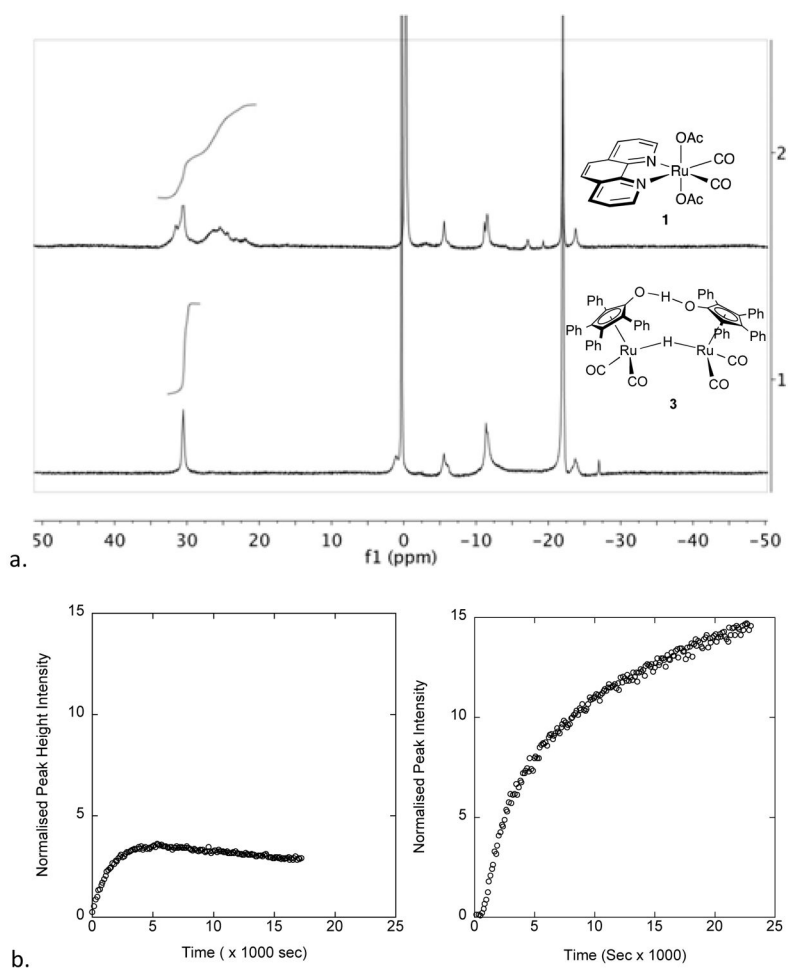 2
OAc
N
Ru
CO
N
CO
OAc
1
O H O
Ph Ph
Ph Ph
Ph Ph
Ph Ph
Ru H Ru
OC CO
CO CO
3
1
50 40 30 20 10 0 -10 -20 -30 -40 -50
f1 (ppm)
a.
15
10
5
0
0 5 10 15 20 25
Normalised Peak Height Intensity
Time ( x 1000 sec)
15
10
5
0
0 5 10 15 20 25
Normalised Peak Intensity
Time (Sec x 1000)
b.